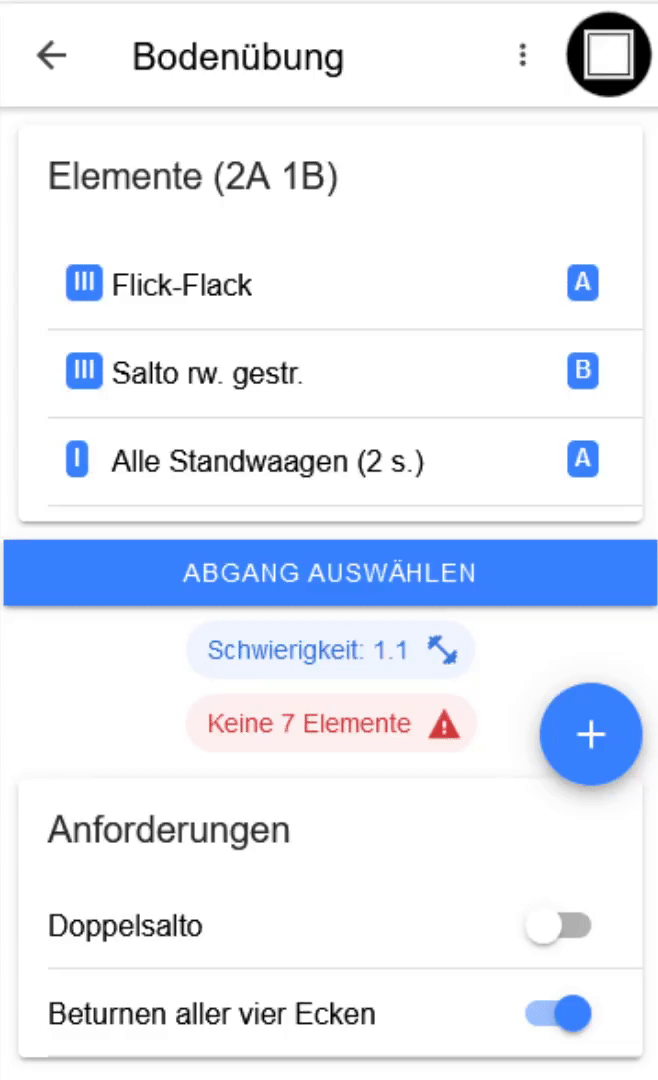 Bodenübung
Elemente (2A 1B)
III Flick-Flack A
III Salto rw. gestr. B
I Alle Standwaagen (2 s.) A
ABGANG AUSWÄHLEN
Schwierigkeit: 1.1
Keine 7 Elemente
Anforderungen
Doppelsalto
Beturnen aller vier Ecken